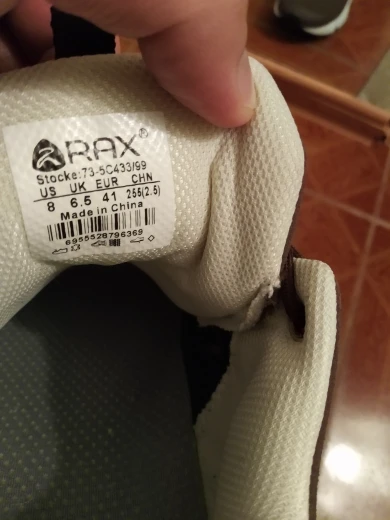 RAX®
Stocke:73-5C433/99
US UK EUR CHN
8 6.5 41 255(2.5)
Made in China
6955528796369